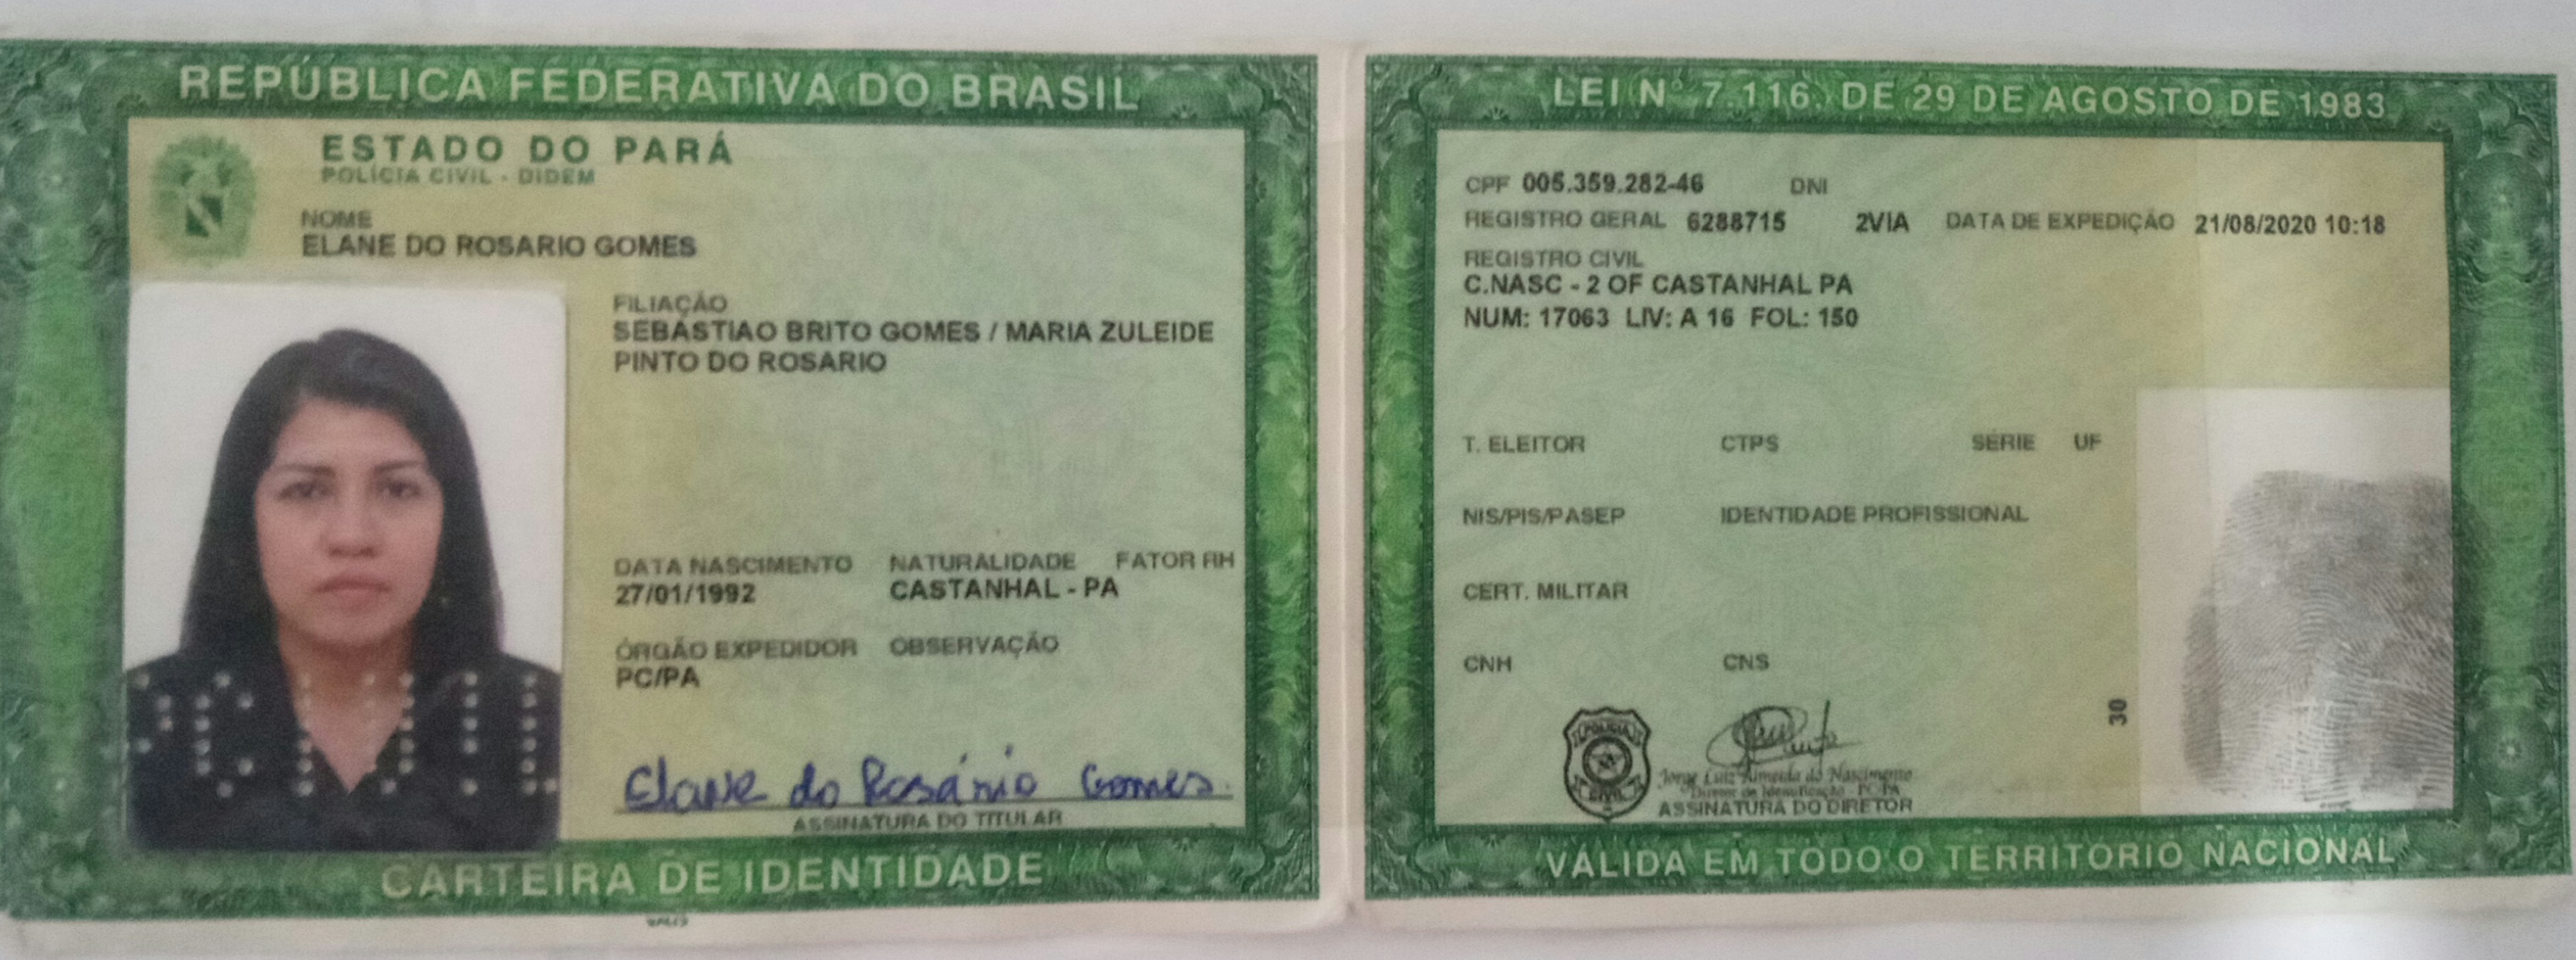 REPÚBLICA FEDERATIVA DO BRASIL
ESTADO DO PARÁ
POLÍCIA CIVIL - DIDEM
NOME
ELANE DO ROSARIO GOMES
FILIAÇÃO
SEBASTIAO BRITO GOMES / MARIA ZULEIDE
PINTO DO ROSARIO
DATA NASCIMENTO NATURALIDADE FATOR RH
27/01/1992 CASTANHAL - PA
ÓRGÃO EXPEDIDOR OBSERVAÇÃO
PC/PA
Elane do Rosário Gomes
ASSINATURA DO TITULAR
CARTEIRA DE IDENTIDADE
LEI Nº 7.116, DE 29 DE AGOSTO DE 1983
CPF 005.359.282-46 DNI
REGISTRO GERAL 6288715 2VIA DATA DE EXPEDIÇÃO 21/08/2020 10:18
REGISTRO CIVIL
C.NASC - 2 OF CASTANHAL PA
NUM: 17063 LIV: A 16 FOL: 150
T. ELEITOR CTPS SÉRIE UF
NIS/PIS/PASEP IDENTIDADE PROFISSIONAL
CERT. MILITAR
CNH CNS
30
POLÍCIA
CIVIL
Jorge Luiz Almeida do Nascimento
Diretor de Identificação - PC/PA
ASSINATURA DO DIRETOR
VÁLIDA EM TODO O TERRITÓRIO NACIONAL